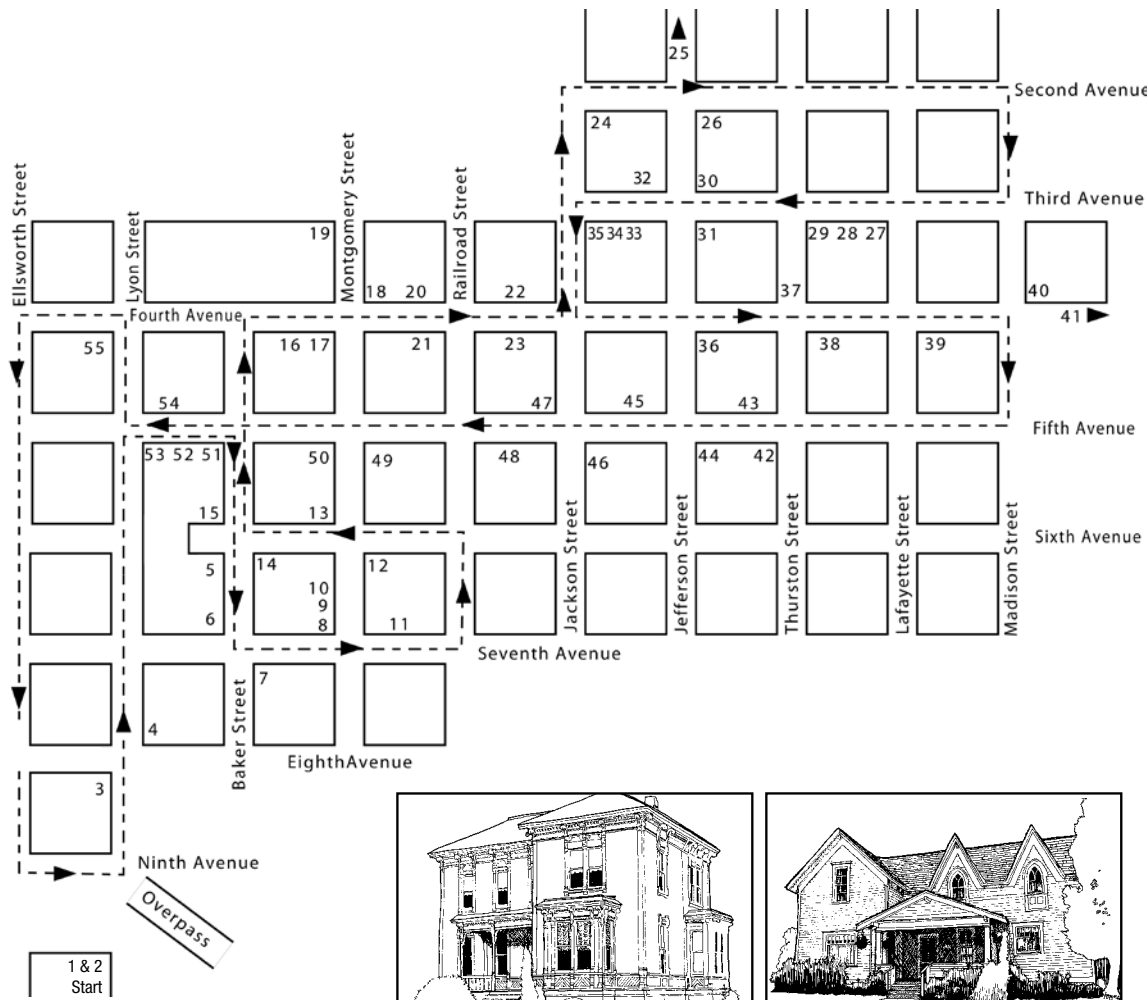 25
Second Avenue
24
26
32
30
Third Avenue
Ellsworth Street
Lyon Street
Montgomery Street
Railroad Street
19
18 20
22
35 34 33
31
29 28 27
37
40
41
Fourth Avenue
55
16 17
21
23
36
38
39
54
47
45
43
Fifth Avenue
53 52 51
50
49
48
46
44 42
15
13
Sixth Avenue
Jackson Street
Jefferson Street
Thurston Street
Lafayette Street
Madison Street
5
14
12
10
9
6
8
11
Seventh Avenue
7
4
Baker Street
EighthAvenue
3
Ninth Avenue
Overpass
1 & 2
Start